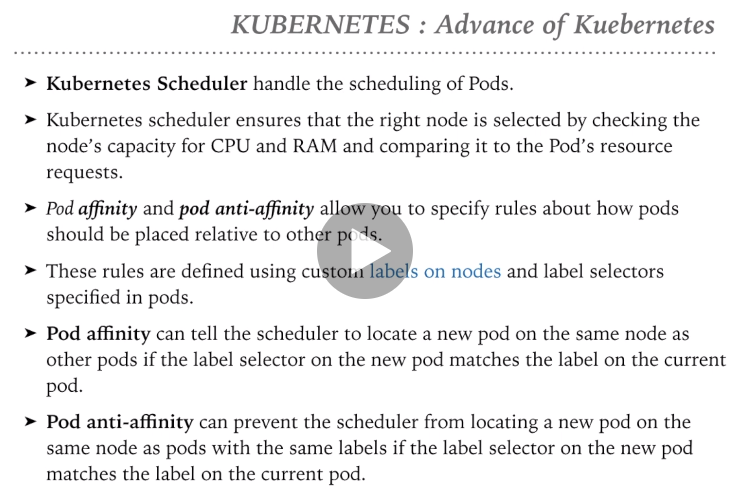 KUBERNETES : Advance of Kuebernetes
➤ Kubernetes Scheduler handle the scheduling of Pods.
➤ Kubernetes scheduler ensures that the right node is selected by checking the
node's capacity for CPU and RAM and comparing it to the Pod's resource
requests.
➤ Pod affinity and pod anti-affinity allow you to specify rules about how pods
should be placed relative to other pods.
➤ These rules are defined using custom labels on nodes and label selectors
specified in pods.
➤ Pod affinity can tell the scheduler to locate a new pod on the same node as
other pods if the label selector on the new pod matches the label on the current
pod.
➤ Pod anti-affinity can prevent the scheduler from locating a new pod on the
same node as pods with the same labels if the label selector on the new pod
matches the label on the current pod.